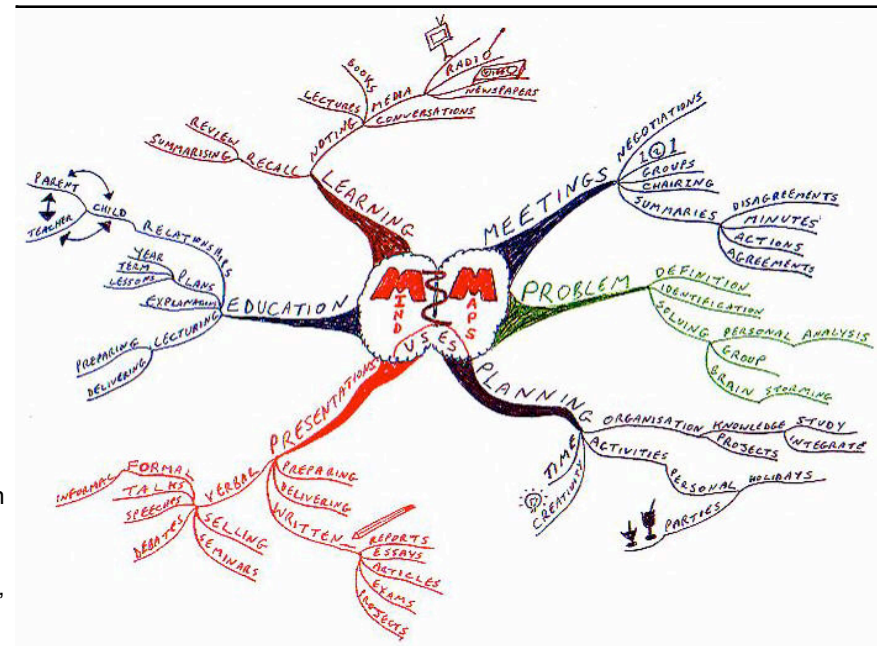 MIND MAPS
USES
LEARNING
NOTING
BOOKS
LECTURES
MEDIA
RADIO
NEWSPAPERS
CONVERSATIONS
RECALL
REVIEW
SUMMARISING
MEETINGS
NEGOTIATIONS
1 2 1
GROUPS
CHAIRING
SUMMARIES
DISAGREEMENTS
MINUTES
ACTIONS
AGREEMENTS
PROBLEM
DEFINITION
IDENTIFICATION
SOLVING
PERSONAL ANALYSIS
GROUP
BRAIN STORMING
PLANNING
ORGANISATION
KNOWLEDGE
STUDY
INTEGRATE
PROJECTS
ACTIVITIES
PERSONAL
HOLIDAYS
PARTIES
TIME
CREATIVITY
PRESENTATIONS
PREPARING
DELIVERING
WRITTEN
REPORTS
ESSAYS
ARTICLES
EXAMS
PROJECTS
VERBAL
FORMAL
INFORMAL
TALKS
SPEECHES
DEBATES
SELLING
SEMINARS
EDUCATION
RELATIONSHIPS
CHILD
PARENT
TEACHER
PLANS
YEAR
TERM
LESSONS
EXPLANATION
LECTURING
PREPARING
DELIVERING
n
,